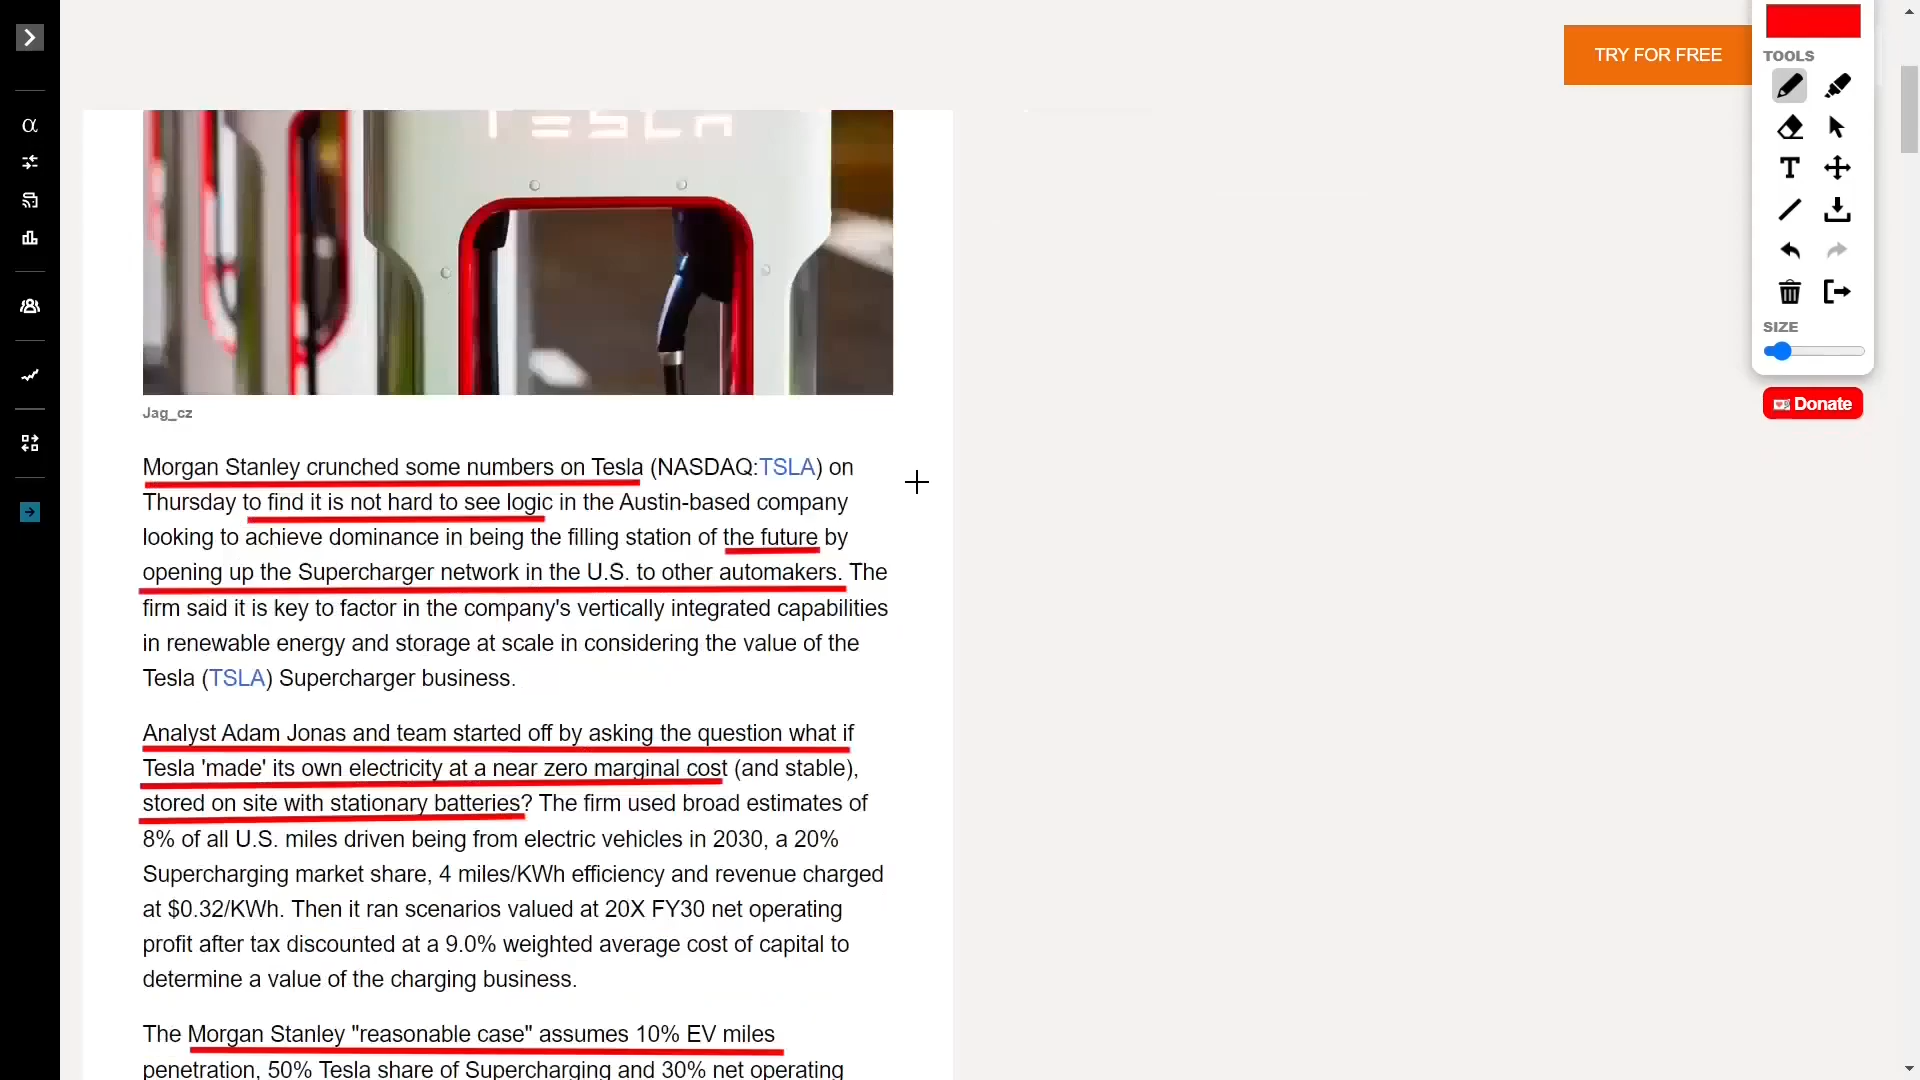 TRY FOR FREE
TOOLS
SIZE
Donate
TESLA
Jag_cz
Morgan Stanley crunched some numbers on Tesla (NASDAQ:TSLA) on
Thursday to find it is not hard to see logic in the Austin-based company
looking to achieve dominance in being the filling station of the future by
opening up the Supercharger network in the U.S. to other automakers. The
firm said it is key to factor in the company's vertically integrated capabilities
in renewable energy and storage at scale in considering the value of the
Tesla (TSLA) Supercharger business.
Analyst Adam Jonas and team started off by asking the question what if
Tesla 'made' its own electricity at a near zero marginal cost (and stable),
stored on site with stationary batteries? The firm used broad estimates of
8% of all U.S. miles driven being from electric vehicles in 2030, a 20%
Supercharging market share, 4 miles/KWh efficiency and revenue charged
at $0.32/KWh. Then it ran scenarios valued at 20X FY30 net operating
profit after tax discounted at a 9.0% weighted average cost of capital to
determine a value of the charging business.
The Morgan Stanley "reasonable case" assumes 10% EV miles
penetration, 50% Tesla share of Supercharging and 30% net operating